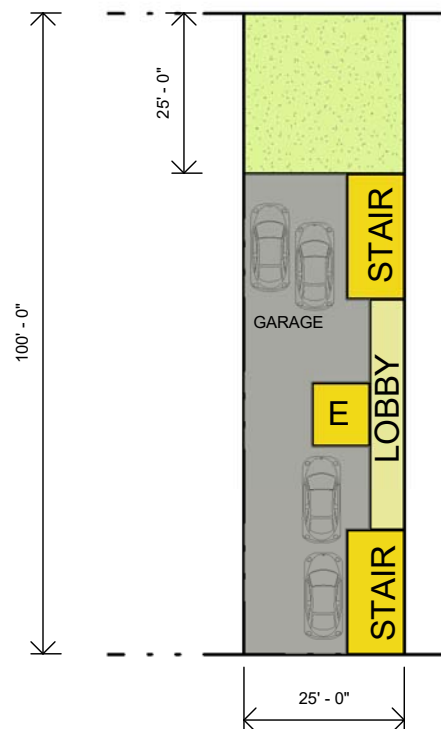 25' - 0"
100' - 0"
STAIR
GARAGE
LOBBY
E
STAIR
25' - 0"